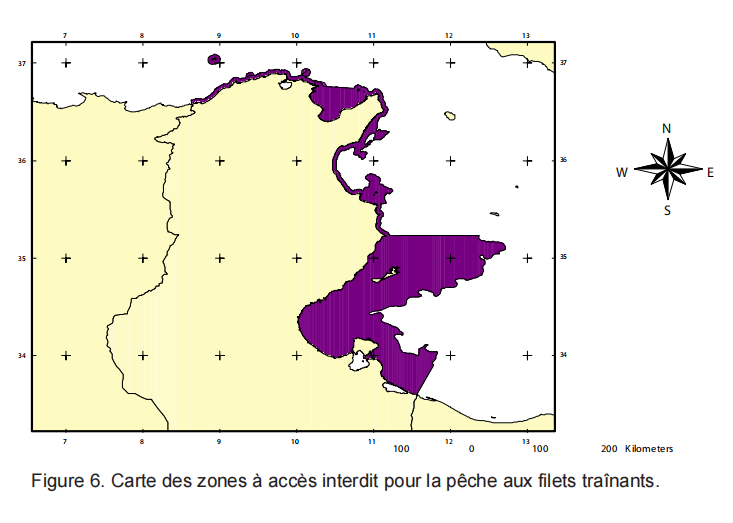 7 8 9 10 11 12 13
37 37
N
36 36
W E
S
35 35
34 34
7 8 9 10 11 12 13
100 0 100 200 Kilometers
Figure 6. Carte des zones à accès interdit pour la pêche aux filets traînants.